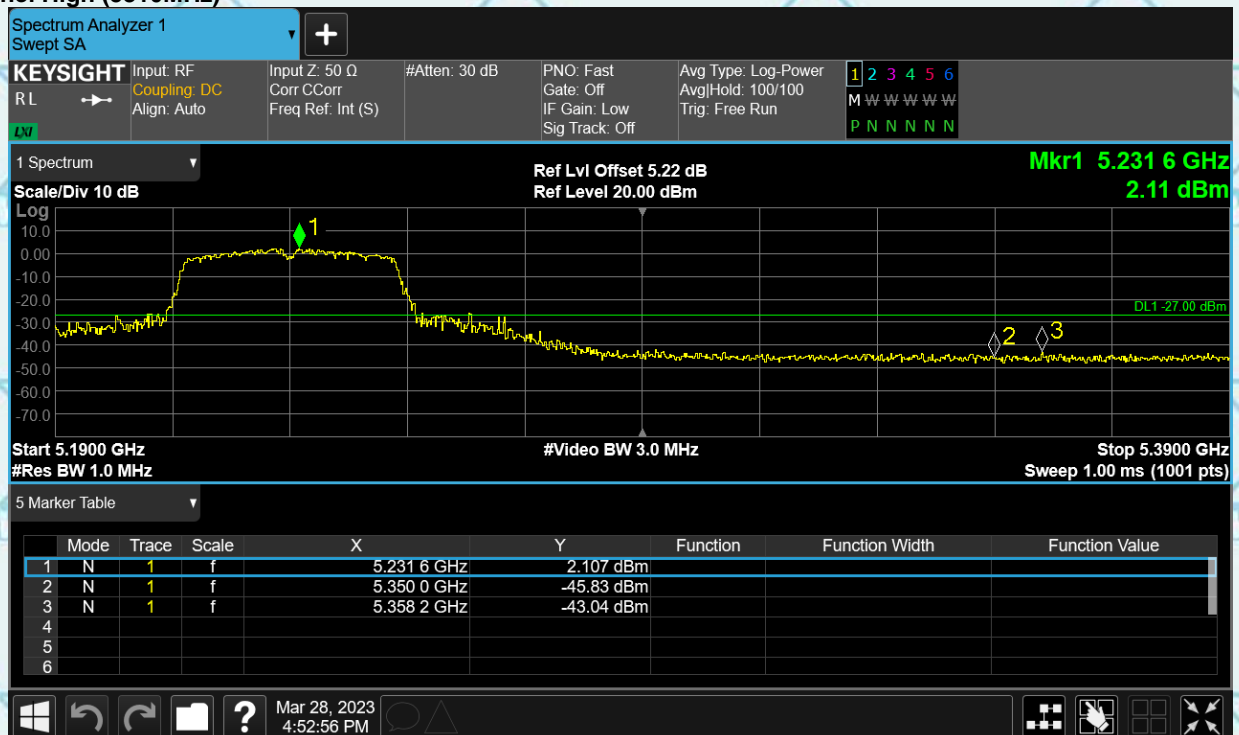 Spectrum Analyzer 1
Swept SA
+
KEYSIGHT
RL
LXI
Input: RF
Coupling: DC
Align: Auto
Input Z: 50 Ω
Corr CCorr
Freq Ref: Int (S)
#Atten: 30 dB
PNO: Fast
Gate: Off
IF Gain: Low
Sig Track: Off
Avg Type: Log-Power
Avg|Hold: 100/100
Trig: Free Run
1 2 3 4 5 6
M W W W W W
P N N N N N
1 Spectrum
Scale/Div 10 dB
Ref Lvl Offset 5.22 dB
Ref Level 20.00 dBm
Mkr1 5.231 6 GHz
2.11 dBm
Log
10.0
0.00
-10.0
-20.0
-30.0
-40.0
-50.0
-60.0
-70.0
1
DL1 -27.00 dBm
2
3
Start 5.1900 GHz
#Video BW 3.0 MHz
Stop 5.3900 GHz
#Res BW 1.0 MHz
Sweep 1.00 ms (1001 pts)
5 Marker Table
Mode Trace Scale X Y Function Function Width Function Value
1 N 1 f 5.231 6 GHz 2.107 dBm
2 N 1 f 5.350 0 GHz -45.83 dBm
3 N 1 f 5.358 2 GHz -43.04 dBm
4
5
6
?
Mar 28, 2023
4:52:56 PM